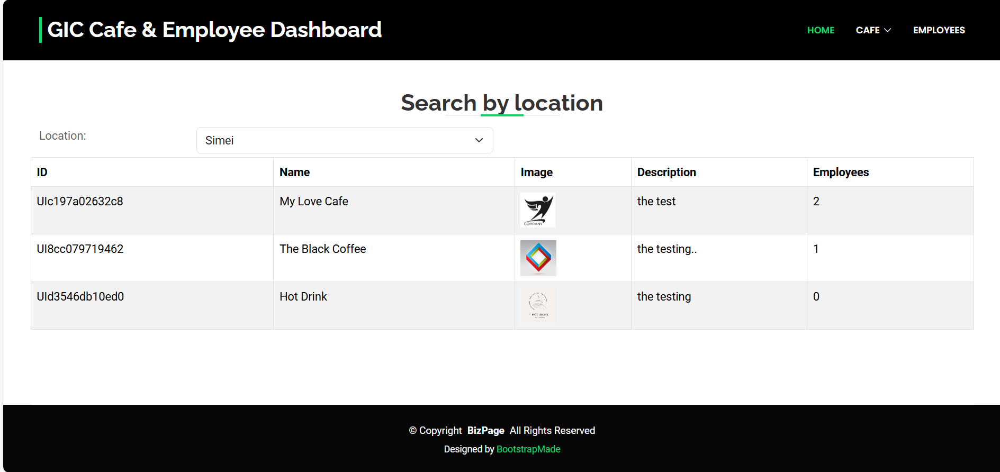 GIC Cafe & Employee Dashboard
HOME CAFE EMPLOYEES
Search by location
Location: Simei
ID Name Image Description Employees
UIc197a02632c8 My Love Cafe the test 2
COMPANY
UI8cc079719462 The Black Coffee the testing.. 1
UId3546db10ed0 Hot Drink the testing 0
HOT DRINK
© Copyright BizPage All Rights Reserved
Designed by BootstrapMade